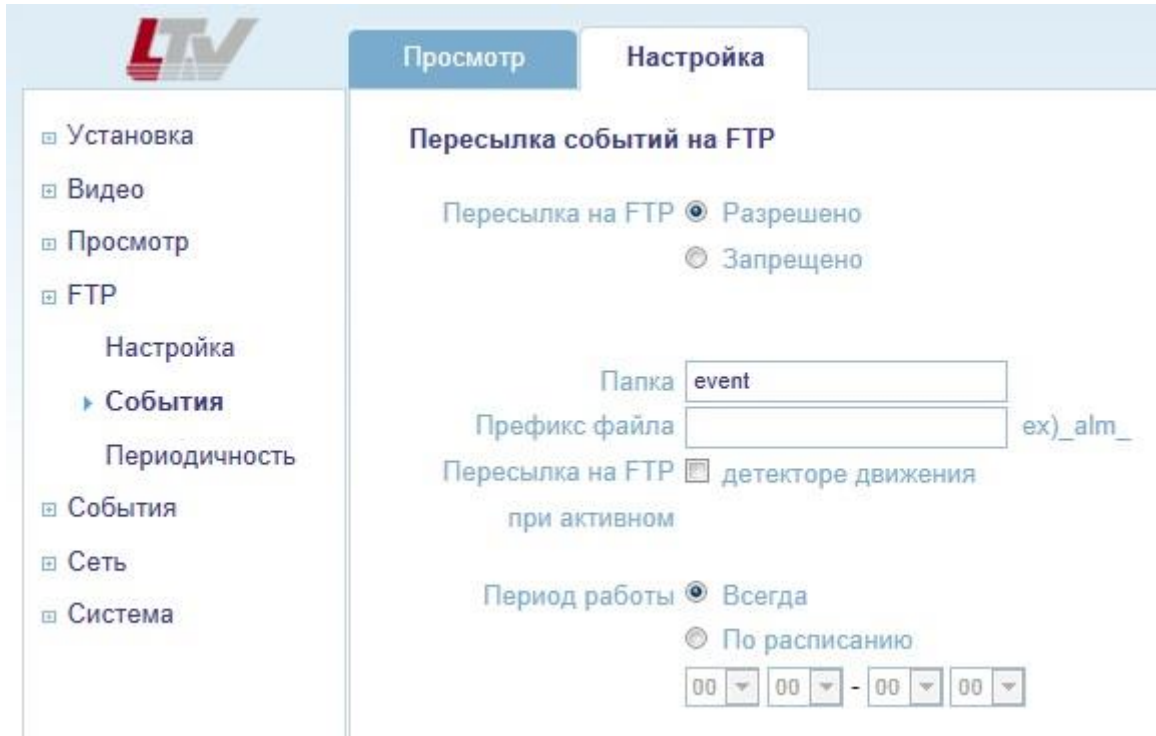 LTV
Просмотр
Настройка
Установка
Видео
Просмотр
FTP
Настройка
События
Периодичность
События
Сеть
Система
Пересылка событий на FTP
Пересылка на FTP Разрешено
Запрещено
Папка event
Префикс файла ex)_alm_
Пересылка на FTP детекторе движения
при активном
Период работы Всегда
По расписанию
00 00 - 00 00